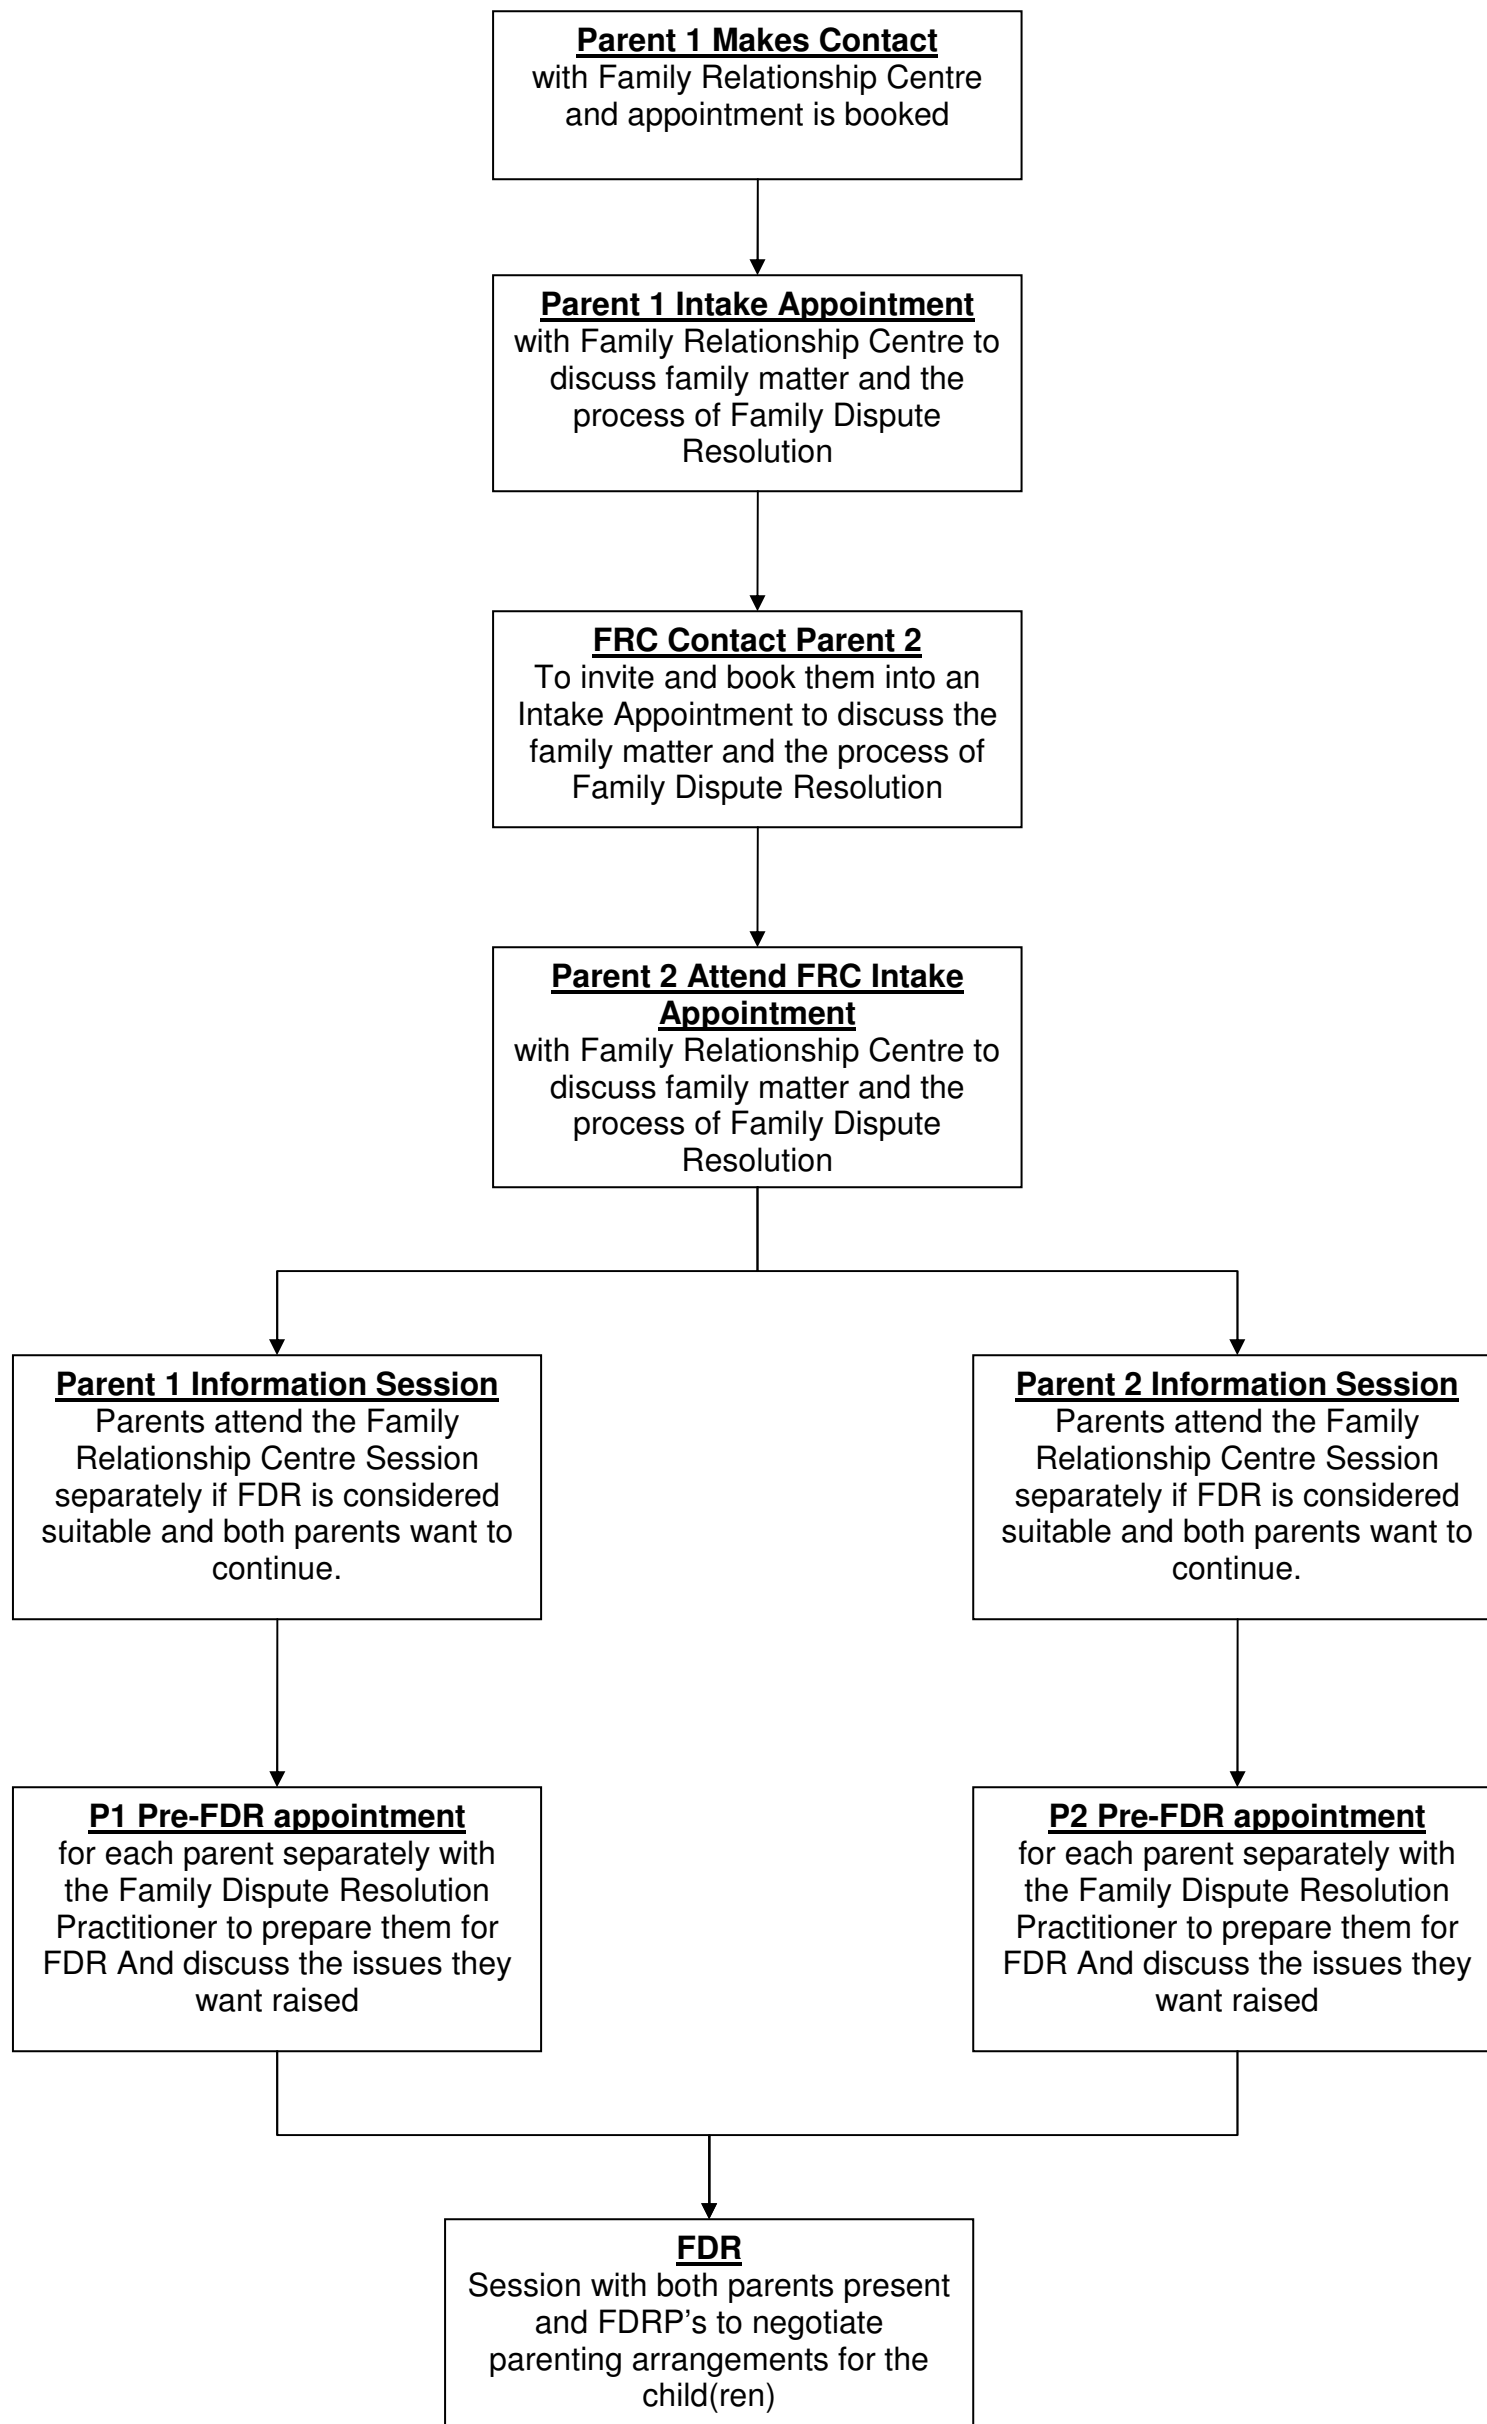 Parent 1 Makes Contact
with Family Relationship Centre
and appointment is booked
Parent 1 Intake Appointment
with Family Relationship Centre to
discuss family matter and the
process of Family Dispute
Resolution
FRC Contact Parent 2
To invite and book them into an
Intake Appointment to discuss the
family matter and the process of
Family Dispute Resolution
Parent 2 Attend FRC Intake
Appointment
with Family Relationship Centre to
discuss family matter and the
process of Family Dispute
Resolution
Parent 1 Information Session
Parents attend the Family
Relationship Centre Session
separately if FDR is considered
suitable and both parents want to
continue.
Parent 2 Information Session
Parents attend the Family
Relationship Centre Session
separately if FDR is considered
suitable and both parents want to
continue.
P1 Pre-FDR appointment
for each parent separately with
the Family Dispute Resolution
Practitioner to prepare them for
FDR And discuss the issues they
want raised
P2 Pre-FDR appointment
for each parent separately with
the Family Dispute Resolution
Practitioner to prepare them for
FDR And discuss the issues they
want raised
FDR
Session with both parents present
and FDRP’s to negotiate
parenting arrangements for the
child(ren)